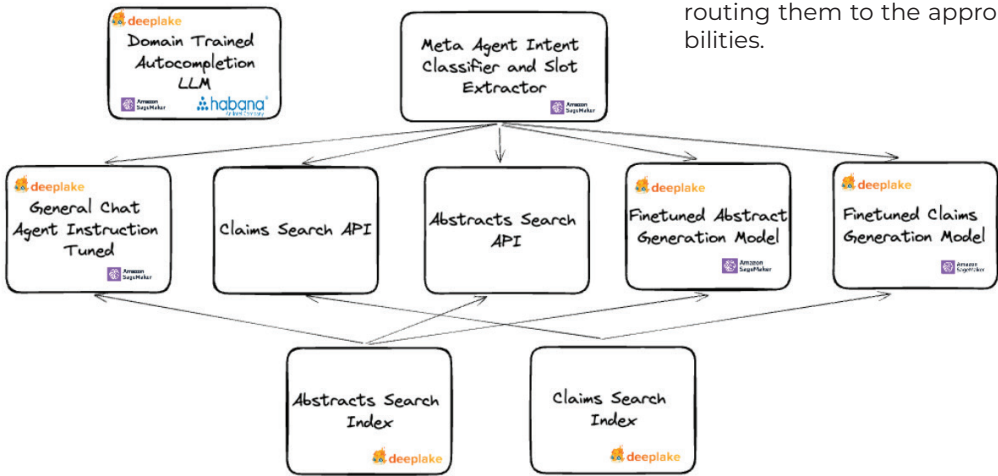 routing them to the appro
bilities.
deeplake
Domain Trained
Autocompletion
LLM
Amazon
SageMaker
habana
Meta Agent Intent
Classifier and Slot
Extractor
Amazon
SageMaker
deeplake
General Chat
Agent Instruction
Tuned
Amazon
SageMaker
Claims Search API
Abstracts Search
API
deeplake
Finetuned Abstract
Generation Model
Amazon
SageMaker
deeplake
Finetuned Claims
Generation Model
Amazon
SageMaker
Abstracts Search
Index
deeplake
Claims Search
Index
deeplake